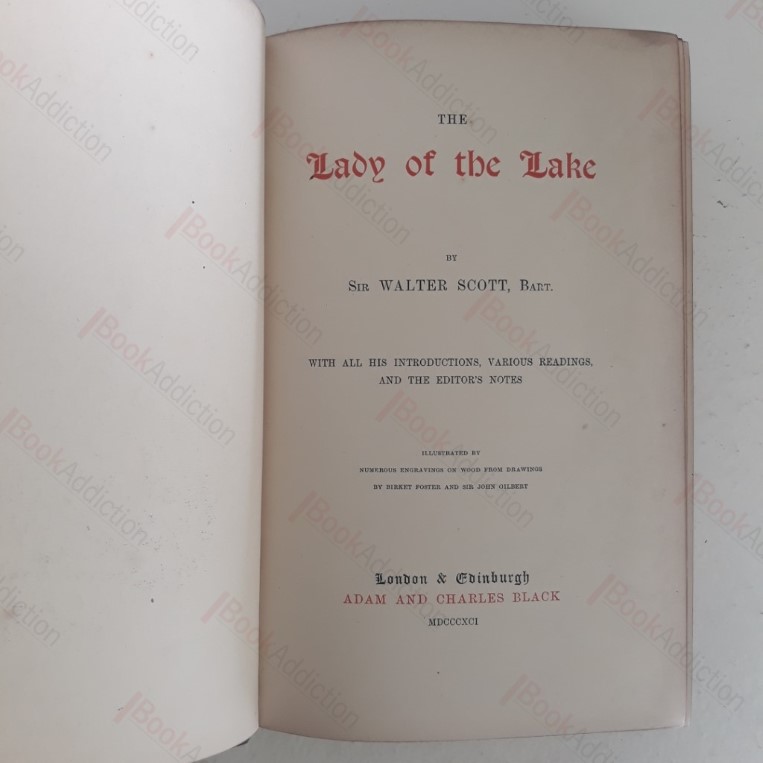 THE
Lady of the Lake
BY
SIR WALTER SCOTT, BART.
WITH ALL HIS INTRODUCTIONS, VARIOUS READINGS,
AND THE EDITOR'S NOTES
ILLUSTRATED BY
NUMEROUS ENGRAVINGS ON WOOD FROM DRAWINGS
BY BIRKET FOSTER AND SIR JOHN GILBERT
London & Edinburgh
ADAM AND CHARLES BLACK
MDCCCXCI
BookAddiction